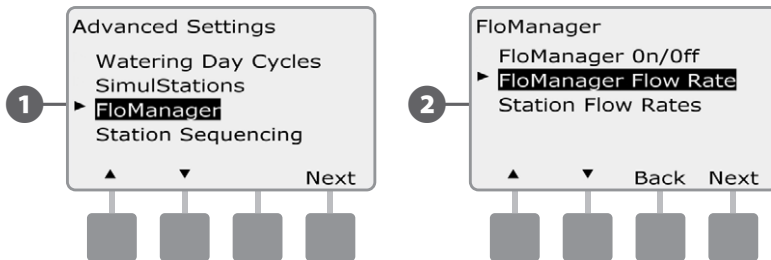 1
Advanced Settings
Watering Day Cycles
SimulStations
► FloManager
Station Sequencing
▲ ▼ Next
2
FloManager
FloManager On/Off
► FloManager Flow Rate
Station Flow Rates
▲ ▼ Back Next